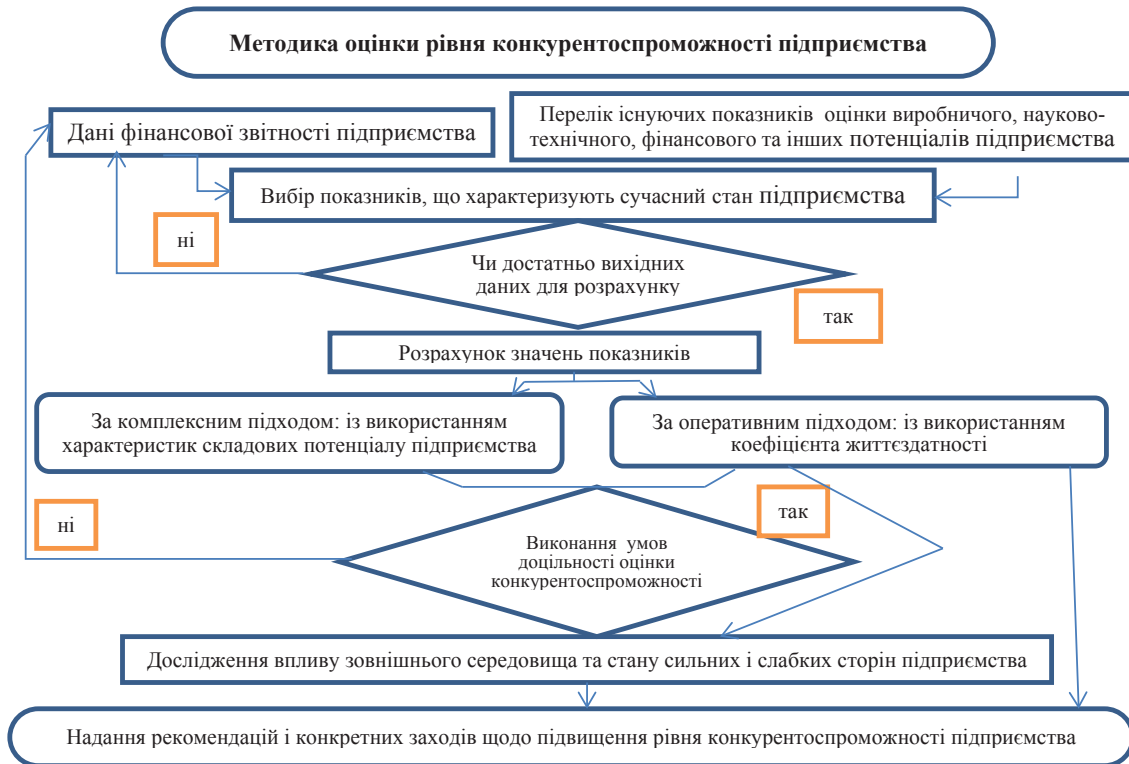 Методика оцінки рівня конкурентоспроможності підприємства
Дані фінансової звітності підприємства
Перелік існуючих показників оцінки виробничого, науково-
технічного, фінансового та інших потенціалів підприємства
Вибір показників, що характеризують сучасний стан підприємства
ні
Чи достатньо вихідних
даних для розрахунку
так
Розрахунок значень показників
За комплексним підходом: із використанням
характеристик складових потенціалу підприємства
За оперативним підходом: із використанням
коефіцієнта життєздатності
ні
так
Виконання умов
доцільності оцінки
конкурентоспроможності
Дослідження впливу зовнішнього середовища та стану сильних і слабких сторін підприємства
Надання рекомендацій і конкретних заходів щодо підвищення рівня конкурентоспроможності підприємства